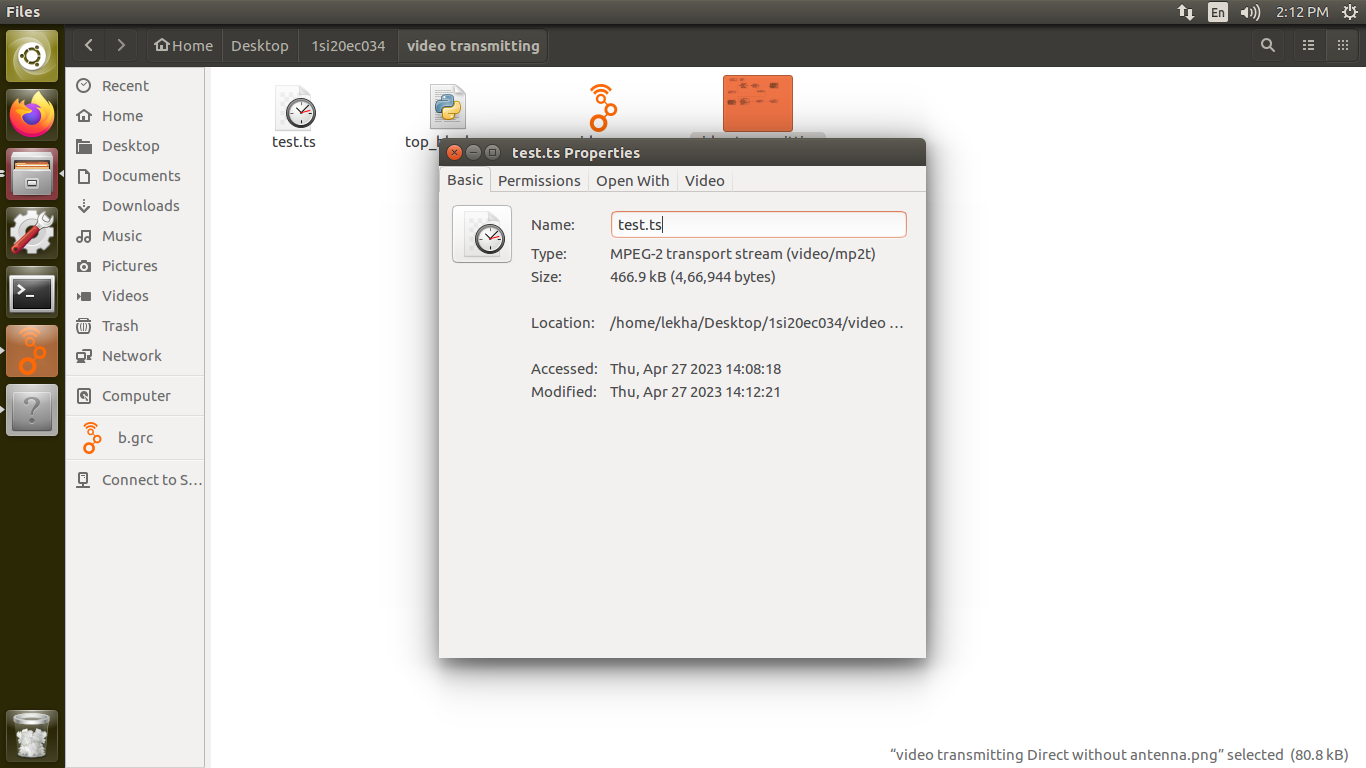 Files
En
2:12 PM
Home
Desktop
1si20ec034
video transmitting
Recent
Home
Desktop
Documents
Downloads
Music
Pictures
Videos
Trash
Network
Computer
b.grc
Connect to S...
test.ts
test.ts Properties
Basic
Permissions
Open With
Video
Name: test.ts
Type: MPEG-2 transport stream (video/mp2t)
Size: 466.9 kB (4,66,944 bytes)
Location: /home/lekha/Desktop/1si20ec034/video ...
Accessed: Thu, Apr 27 2023 14:08:18
Modified: Thu, Apr 27 2023 14:12:21
“video transmitting Direct without antenna.png” selected (80.8 kB)